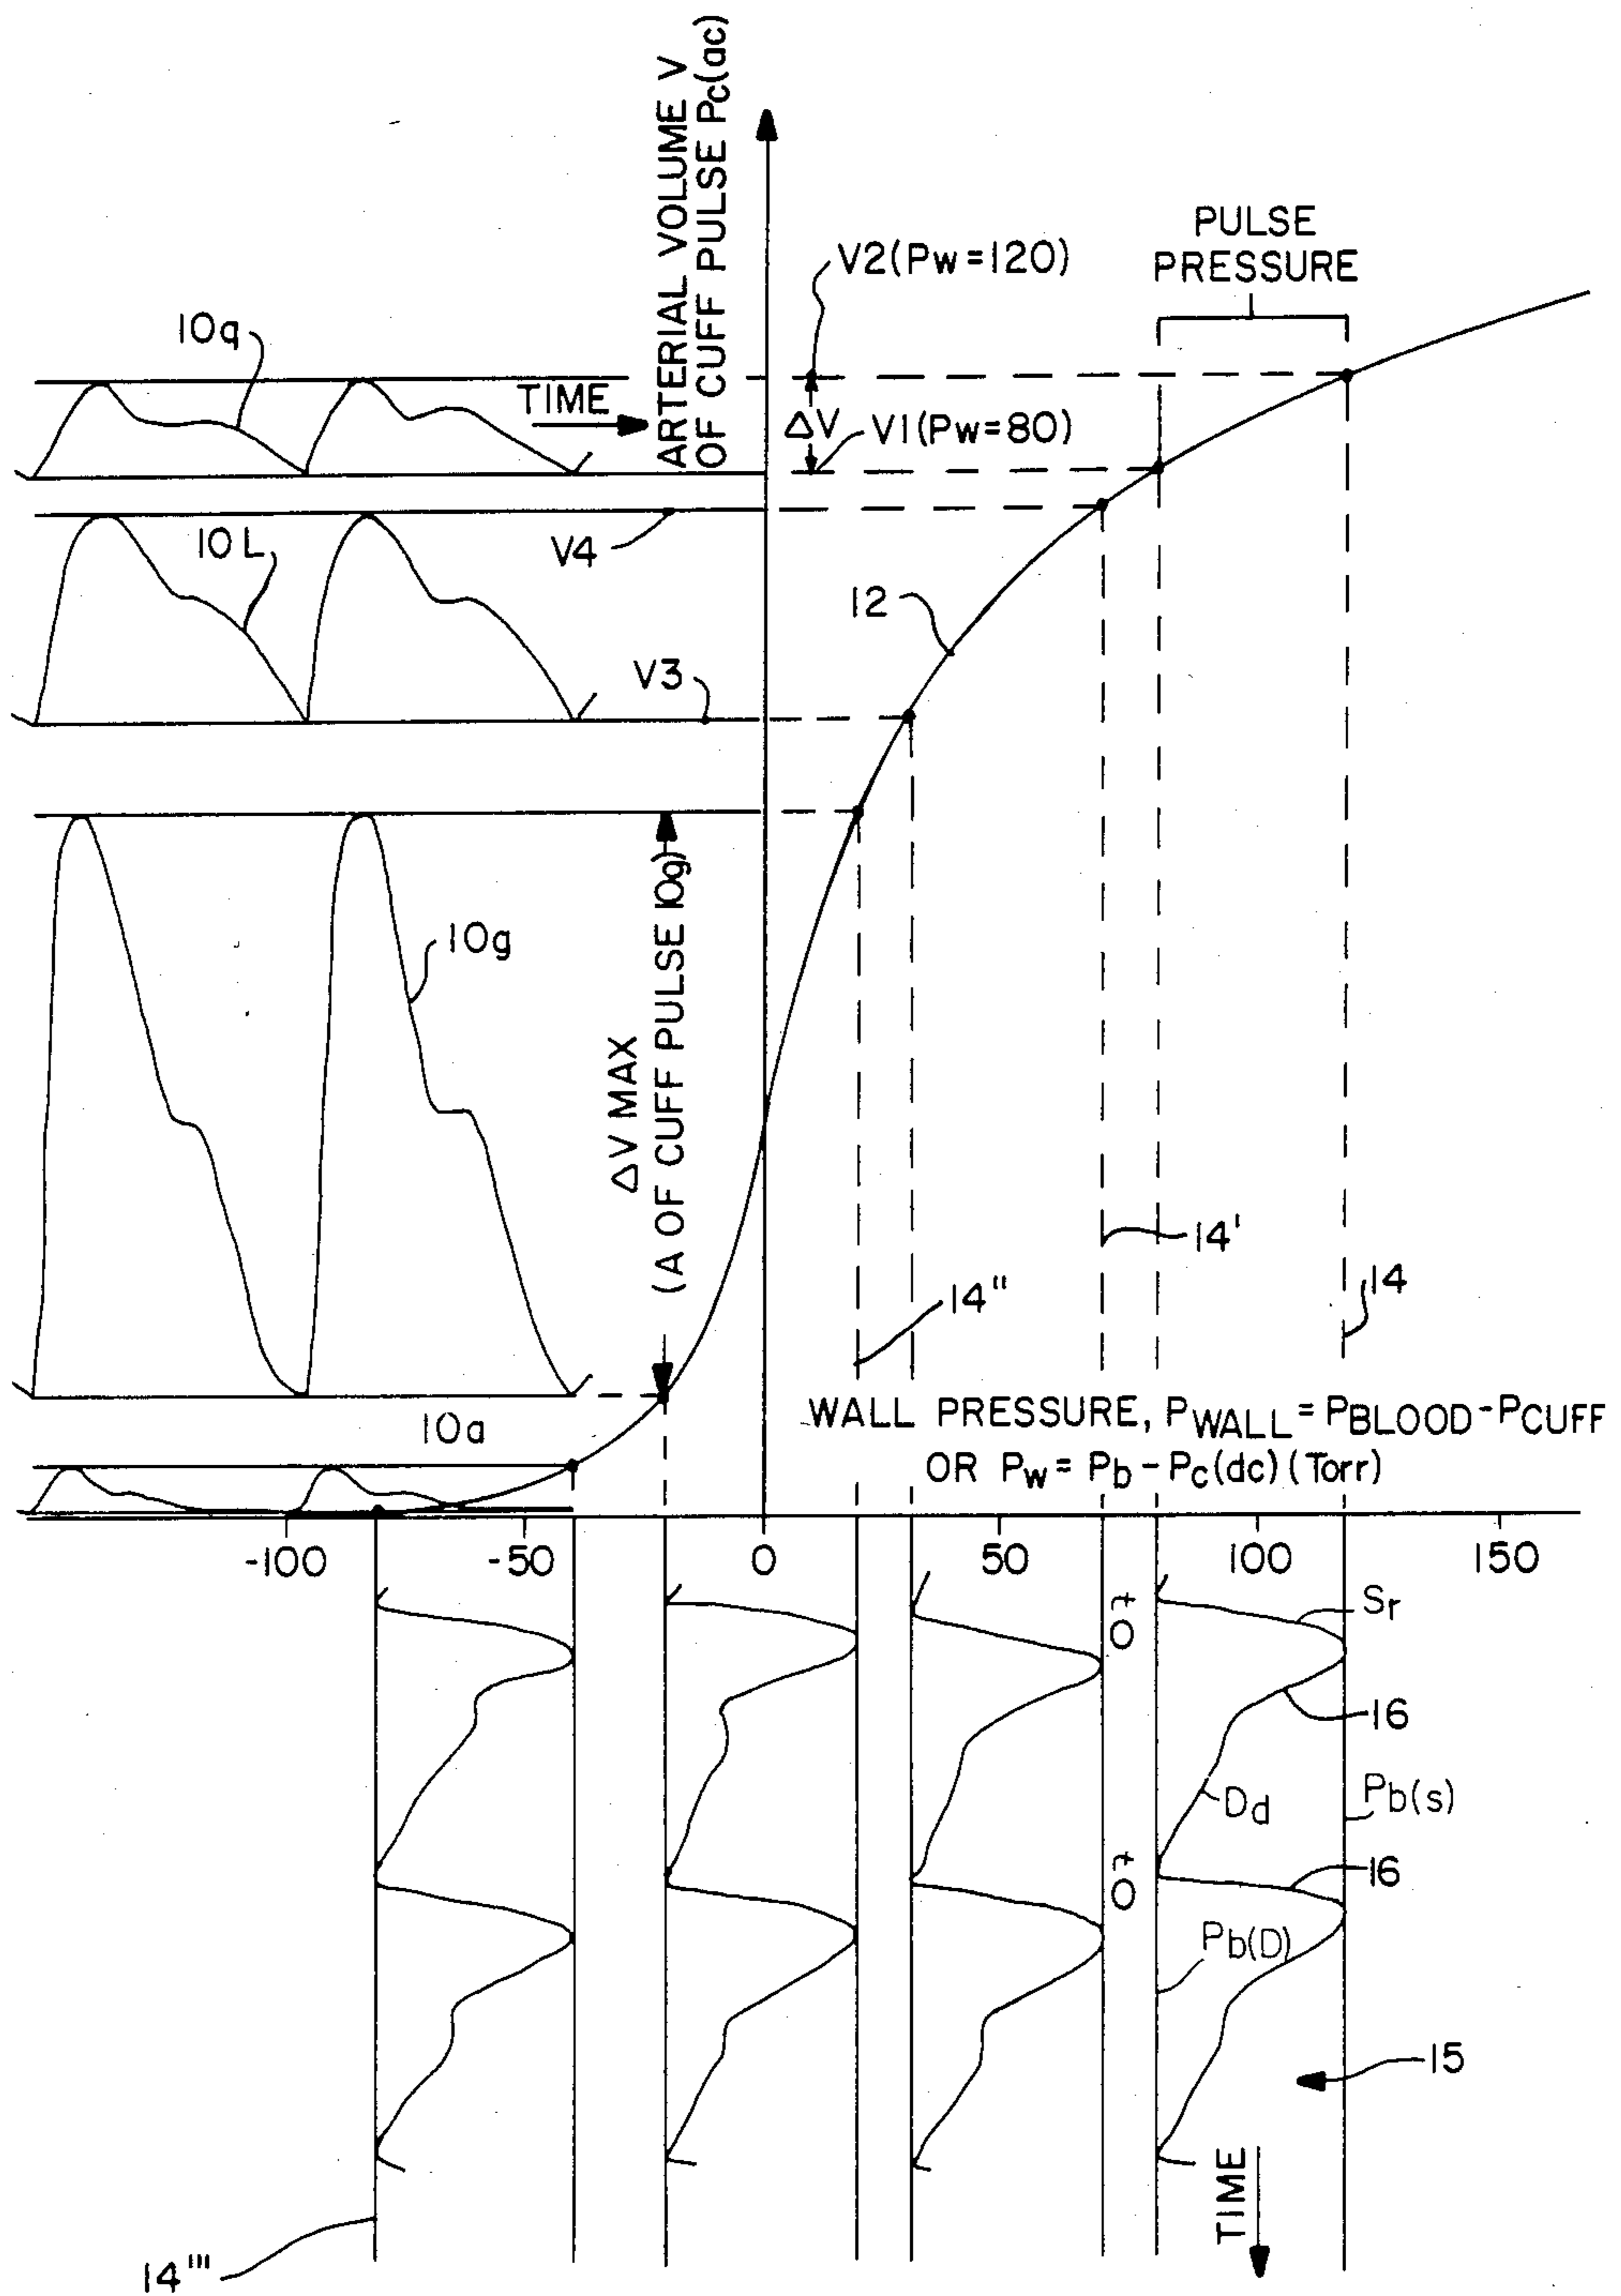 ARTERIAL VOLUME V
OF CUFF PULSE Pc(ac)
PULSE
PRESSURE
V2(Pw=120)
10q
TIME
ΔV
V1(Pw=80)
10L
V4
12
V3
10g
ΔV MAX
(A OF CUFF PULSE 10g)
14'
14"
14
10a
WALL PRESSURE, PWALL=PBLOOD-PCUFF
OR Pw=Pb-Pc(dc)(Torr)
-100 -50 0 50 100 150
to
Sr
16
Dd
Pb(s)
to
16
Pb(D)
15
TIME
14'''